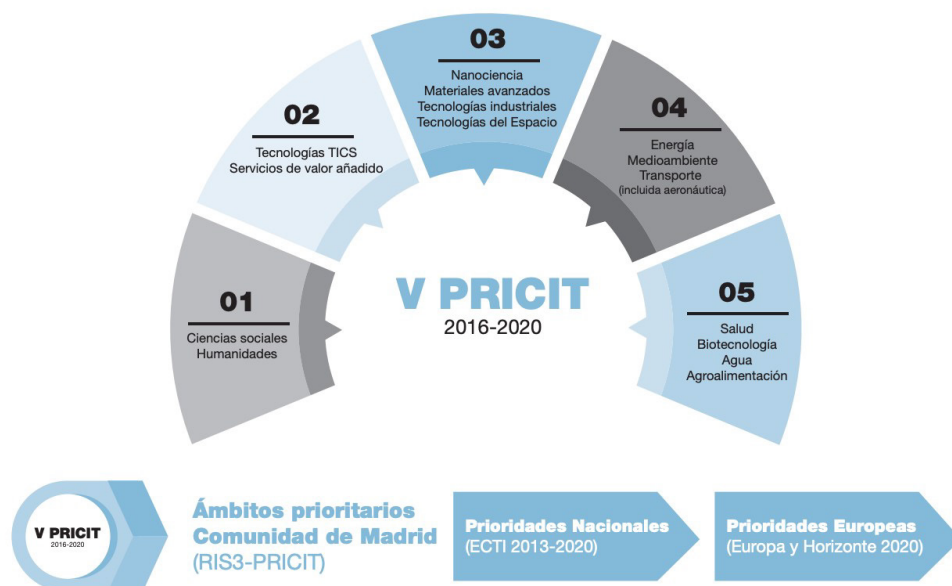 01
Ciencias sociales
Humanidades
02
Tecnologías TICS
Servicios de valor añadido
03
Nanociencia
Materiales avanzados
Tecnologías industriales
Tecnologías del Espacio
04
Energía
Medioambiente
Transporte
(incluida aeronáutica)
05
Salud
Biotecnología
Agua
Agroalimentación
V PRICIT
2016-2020
V PRICIT
2016-2020
Ámbitos prioritarios
Comunidad de Madrid
(RIS3-PRICIT)
Prioridades Nacionales
(ECTI 2013-2020)
Prioridades Europeas
(Europa y Horizonte 2020)